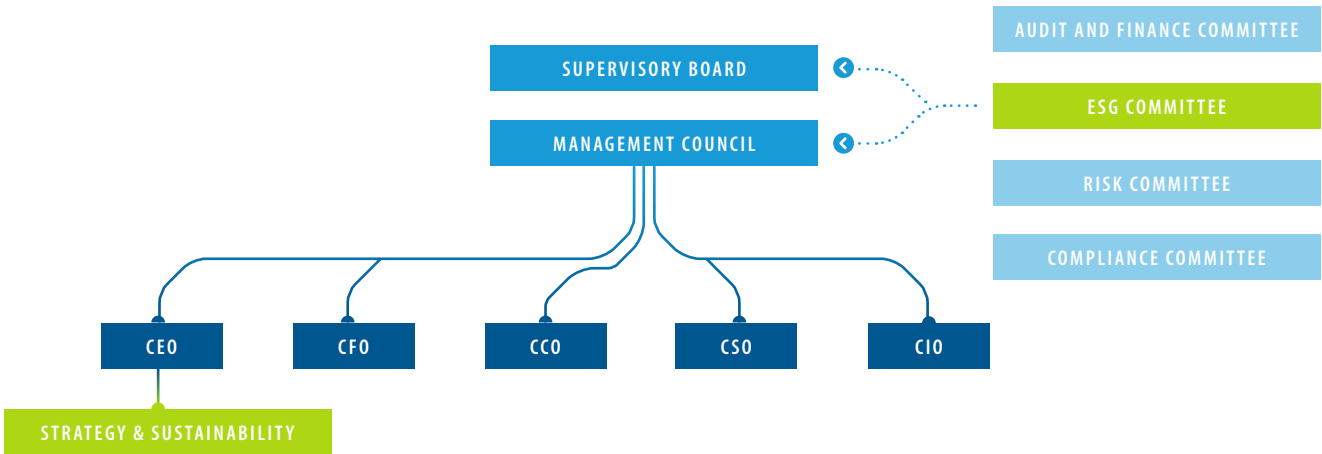 AUDIT AND FINANCE COMMITTEE
SUPERVISORY BOARD
ESG COMMITTEE
MANAGEMENT COUNCIL
RISK COMMITTEE
COMPLIANCE COMMITTEE
CEO
CFO
CCO
CSO
CIO
STRATEGY & SUSTAINABILITY